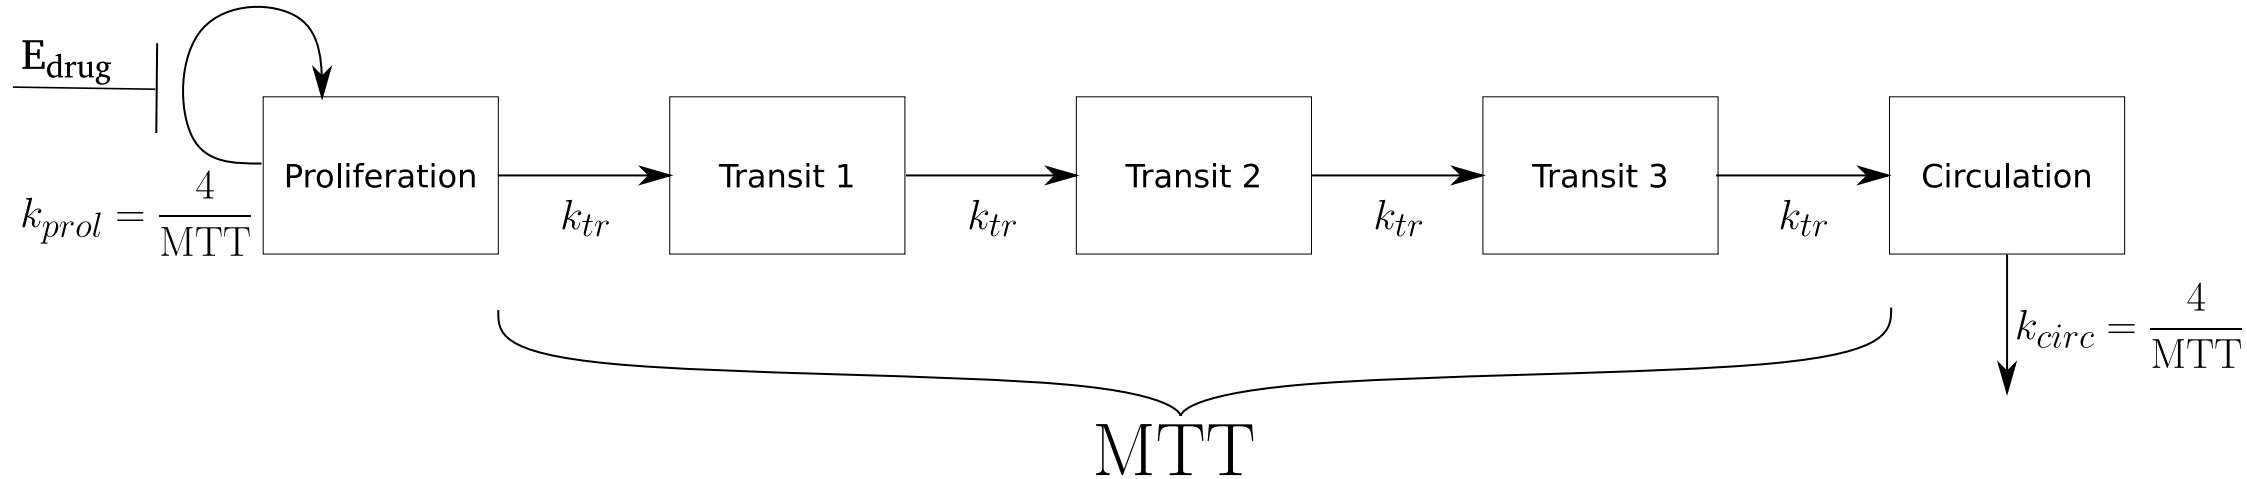 E_drug
Proliferation
Transit 1
Transit 2
Transit 3
Circulation
k_prol = 4/MTT
k_tr
k_tr
k_tr
k_tr
k_circ = 4/MTT
MTT